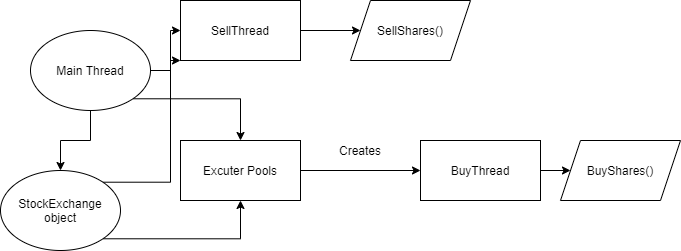 SellThread
SellShares()
Main Thread
Creates
Excuter Pools
BuyThread
BuyShares()
StockExchange
object